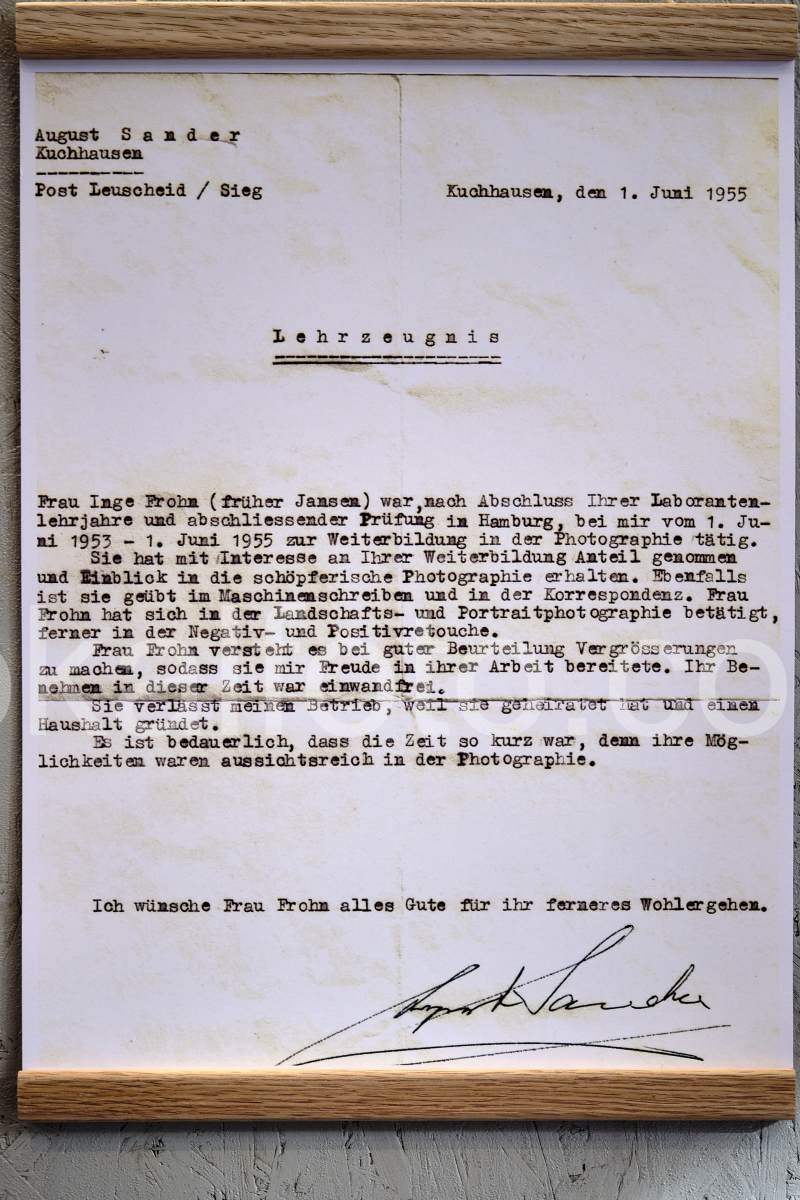 August S a n d e r
Kuchhausen
Post Leuscheid / Sieg
Kuchhausen, den 1. Juni 1955
L e h r z e u g n i s
Frau Inge Frohn (früher Jansen) war,nach Abschluss Ihrer Laboranten-
lehrjahre und abschliessender Prüfung in Hamburg, bei mir vom 1. Ju-
ni 1953 - 1. Juni 1955 zur Weiterbildung in der Photographie tätig.
Sie hat mit Interesse an Ihrer Weiterbildung Anteil genommen
und Einblick in die schöpferische Photographie erhalten. Ebenfalls
ist sie geübt im Maschinenschreiben und in der Korrespondenz. Frau
Frohn hat sich in der Landschafts- und Portraitphotographie betätigt,
ferner in der Negativ- und Positivretouche.
Frau Frohn versteht es bei guter Beurteilung Vergrösserungen
zu machen, sodass sie mir Freude in ihrer Arbeit bereitete. Ihr Be-
nehmen in dieser Zeit war einwandfrei.
Sie verlässt meinen Betrieb, weil sie geheiratet hat und einen
Haushalt gründet.
Es ist bedauerlich, dass die Zeit so kurz war, denn ihre Mög-
lichkeiten waren aussichtsreich in der Photographie.
Ich wünsche Frau Frohn alles Gute für ihr ferneres Wohlergehen.
August Sander